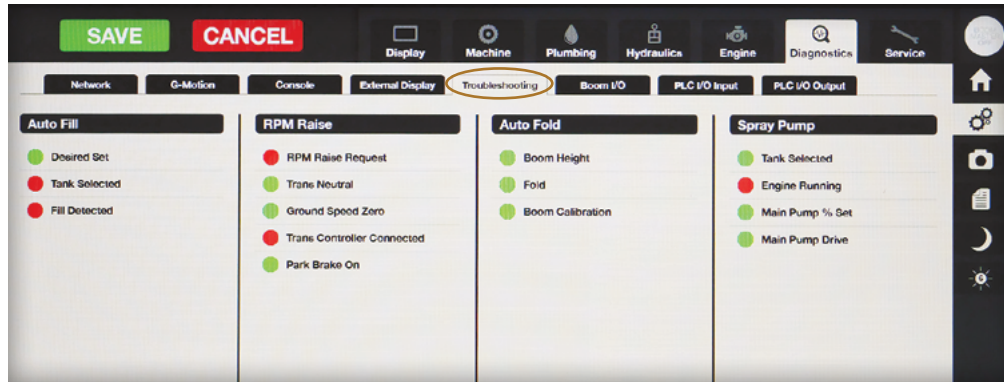 SAVE
CANCEL
Display
Machine
Plumbing
Hydraulics
Engine
Diagnostics
Service
Network
G-Motion
Console
External Display
Troubleshooting
Boom I/O
PLC I/O Input
PLC I/O Output
Auto Fill
Desired Set
Tank Selected
Fill Detected
RPM Raise
RPM Raise Request
Trans Neutral
Ground Speed Zero
Trans Controller Connected
Park Brake On
Auto Fold
Boom Height
Fold
Boom Calibration
Spray Pump
Tank Selected
Engine Running
Main Pump % Set
Main Pump Drive